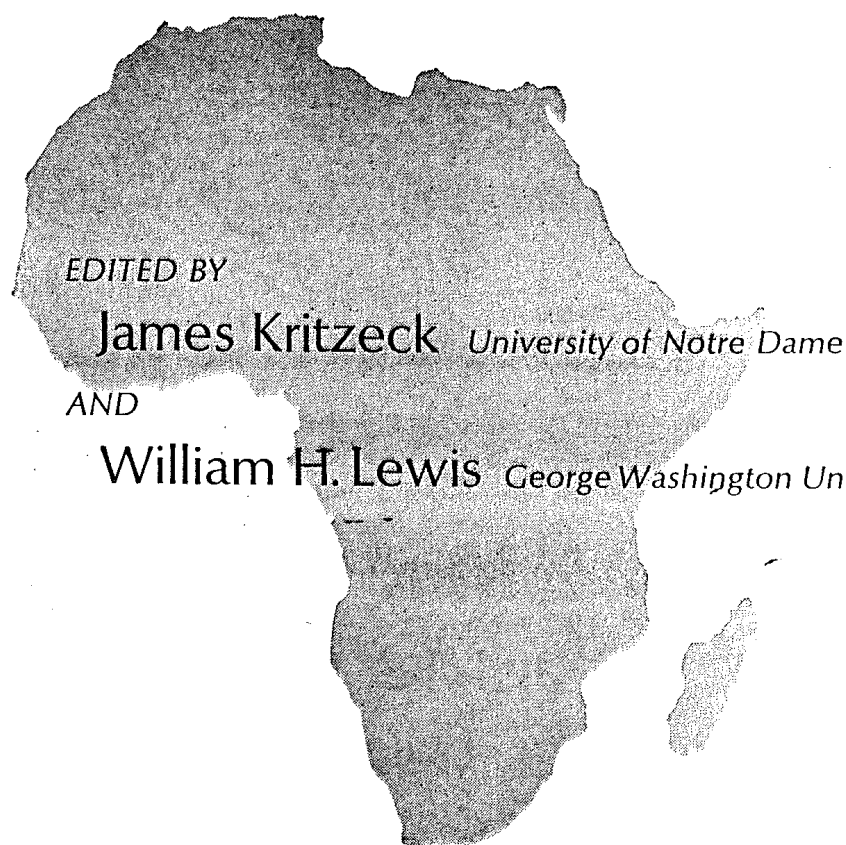 EDITED BY
James Kritzeck University of Notre Dame
AND
William H. Lewis George Washington Un